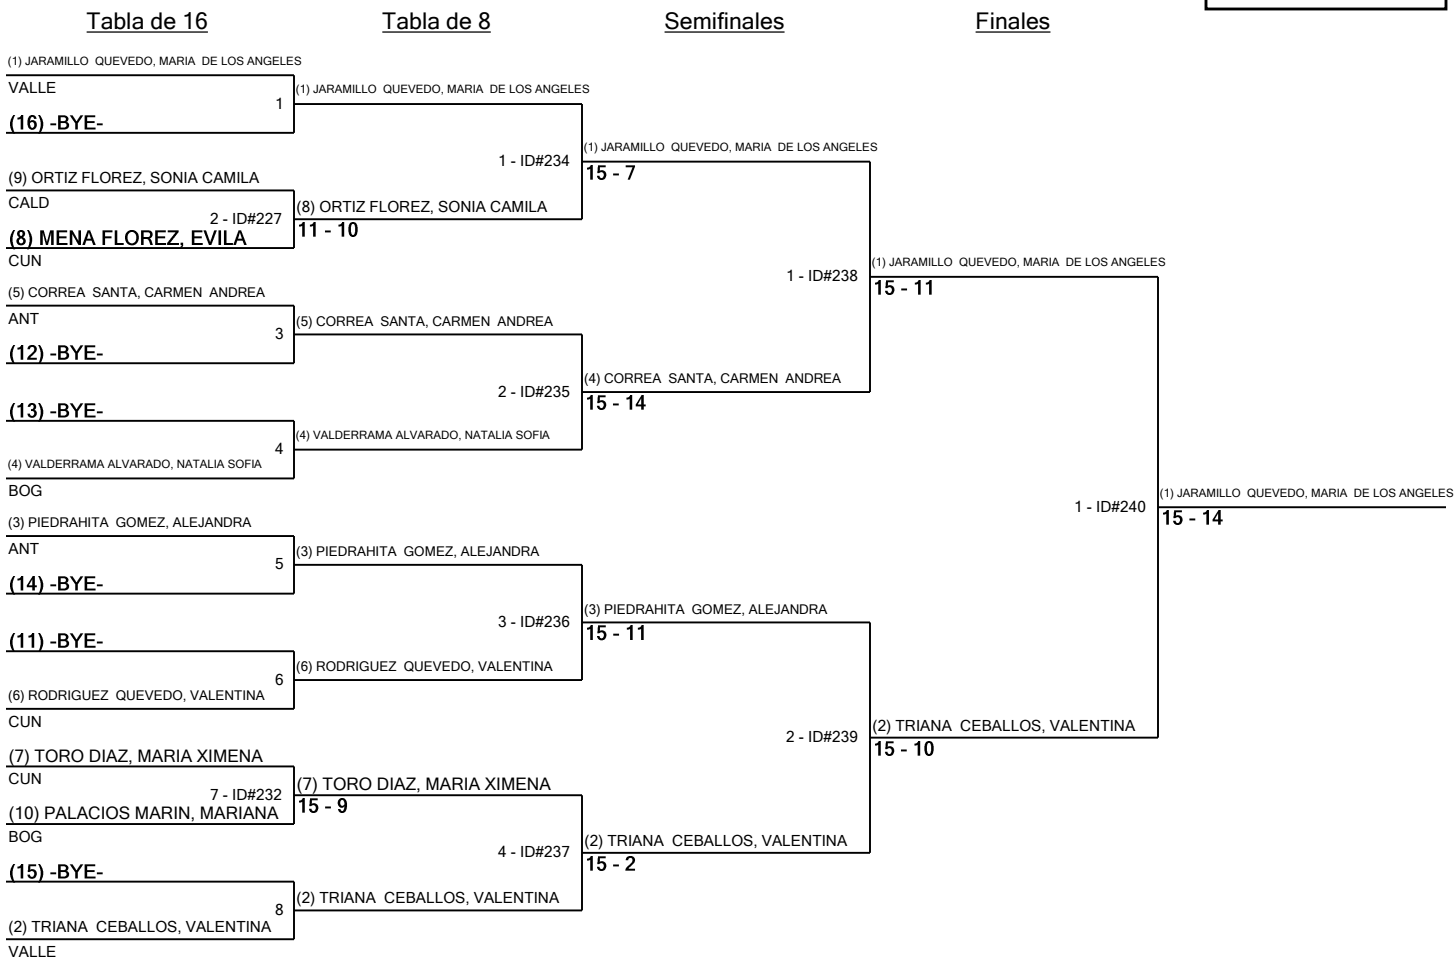 Tabla de 16
Tabla de 8
Semifinales
Finales
(1) JARAMILLO QUEVEDO, MARIA DE LOS ANGELES
VALLE
1
(16) -BYE-
(9) ORTIZ FLOREZ, SONIA CAMILA
CALD
2 - ID#227
(8) MENA FLOREZ, EVILA
CUN
(5) CORREA SANTA, CARMEN ANDREA
ANT
3
(12) -BYE-
(13) -BYE-
4
(4) VALDERRAMA ALVARADO, NATALIA SOFIA
BOG
(3) PIEDRAHITA GOMEZ, ALEJANDRA
ANT
5
(14) -BYE-
(11) -BYE-
6
(6) RODRIGUEZ QUEVEDO, VALENTINA
CUN
(7) TORO DIAZ, MARIA XIMENA
CUN
7 - ID#232
(10) PALACIOS MARIN, MARIANA
BOG
(15) -BYE-
8
(2) TRIANA CEBALLOS, VALENTINA
VALLE
(1) JARAMILLO QUEVEDO, MARIA DE LOS ANGELES
1 - ID#234
(8) ORTIZ FLOREZ, SONIA CAMILA
11 - 10
(5) CORREA SANTA, CARMEN ANDREA
2 - ID#235
(4) VALDERRAMA ALVARADO, NATALIA SOFIA
(3) PIEDRAHITA GOMEZ, ALEJANDRA
3 - ID#236
(6) RODRIGUEZ QUEVEDO, VALENTINA
(7) TORO DIAZ, MARIA XIMENA
15 - 9
4 - ID#237
(2) TRIANA CEBALLOS, VALENTINA
(1) JARAMILLO QUEVEDO, MARIA DE LOS ANGELES
15 - 7
1 - ID#238
(4) CORREA SANTA, CARMEN ANDREA
15 - 14
(3) PIEDRAHITA GOMEZ, ALEJANDRA
15 - 11
2 - ID#239
(2) TRIANA CEBALLOS, VALENTINA
15 - 2
(1) JARAMILLO QUEVEDO, MARIA DE LOS ANGELES
15 - 11
1 - ID#240
(2) TRIANA CEBALLOS, VALENTINA
15 - 10
(1) JARAMILLO QUEVEDO, MARIA DE LOS ANGELES
15 - 14